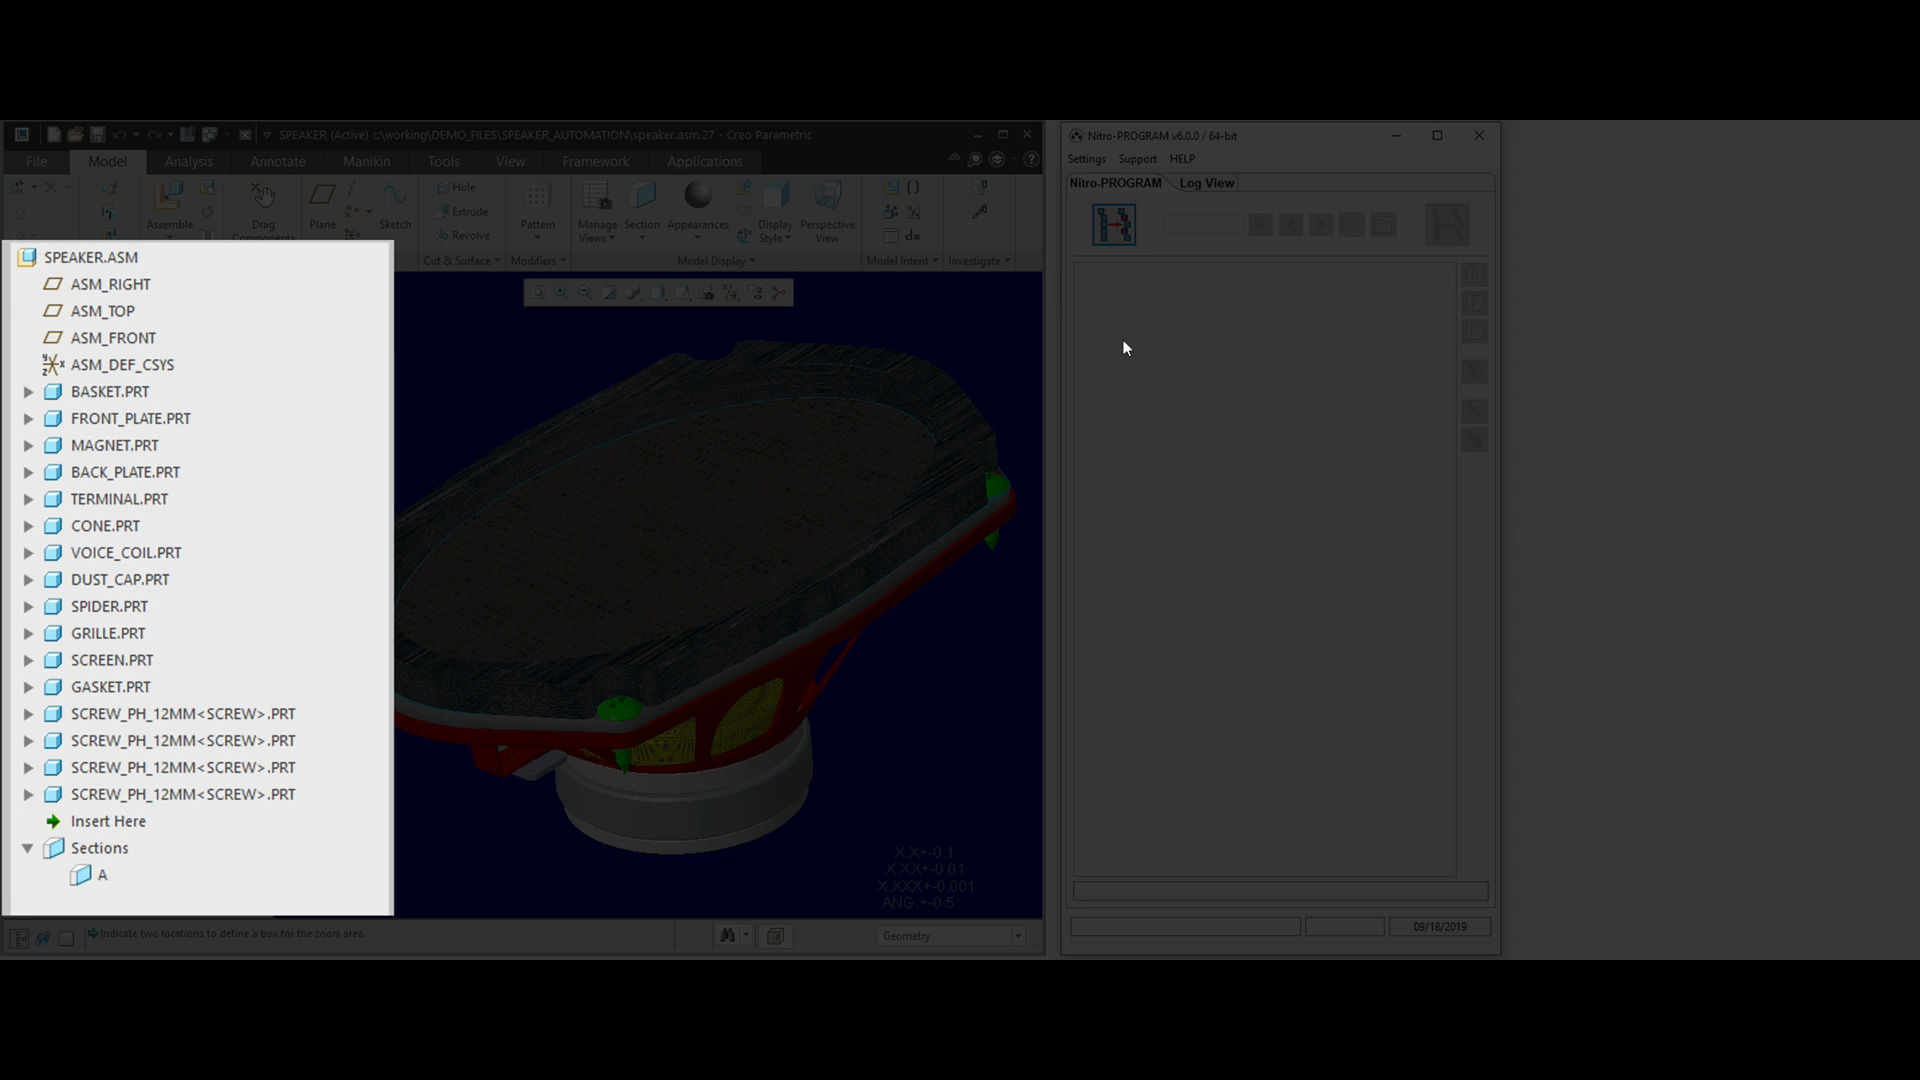 SPEAKER (Active) c:\working\DEMO_FILES\SPEAKER_AUTOMATION\speaker.asm.27 - Creo Parametric
File Model Analysis Annotate Manikin Tools View Framework Applications
Assemble
Drag
Components
Plane
Sketch
Hole
Extrude
Revolve
Pattern
Manage
Views
Section
Appearances
Display
Style
Perspective
View
Cut & Surface
Modifiers
Model Display
Model Intent
Investigate
SPEAKER.ASM
ASM_RIGHT
ASM_TOP
ASM_FRONT
ASM_DEF_CSYS
BASKET.PRT
FRONT_PLATE.PRT
MAGNET.PRT
BACK_PLATE.PRT
TERMINAL.PRT
CONE.PRT
VOICE_COIL.PRT
DUST_CAP.PRT
SPIDER.PRT
GRILLE.PRT
SCREEN.PRT
GASKET.PRT
SCREW_PH_12MM<SCREW>.PRT
SCREW_PH_12MM<SCREW>.PRT
SCREW_PH_12MM<SCREW>.PRT
SCREW_PH_12MM<SCREW>.PRT
Insert Here
Sections
A
X.X+-0.1
X.XX+-0.01
X.XXX+-0.001
ANG.+-0.5
Indicate two locations to define a box for the zoom area.
Geometry
Nitro-PROGRAM v6.0.0 / 64-bit
Settings Support HELP
Nitro-PROGRAM Log View
09/18/2019